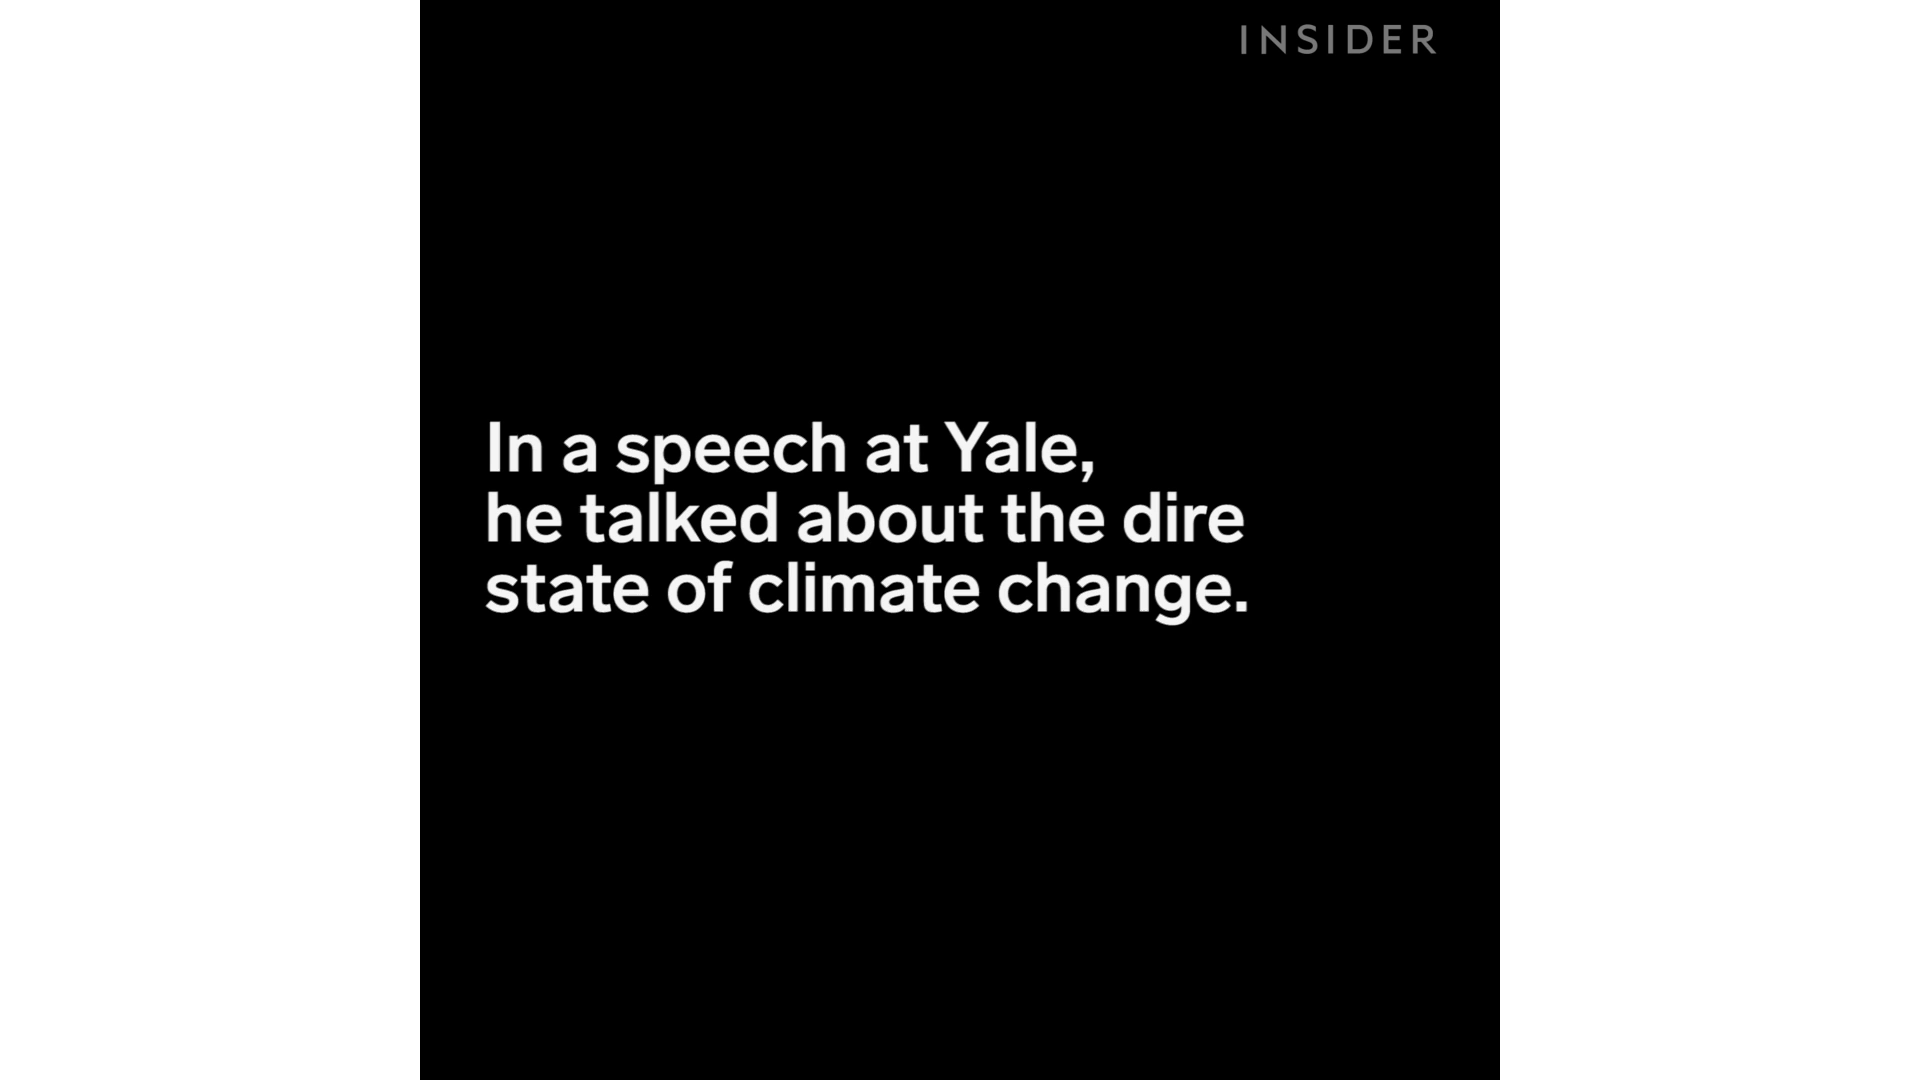 INSIDER
In a speech at Yale,
he talked about the dire
state of climate change.